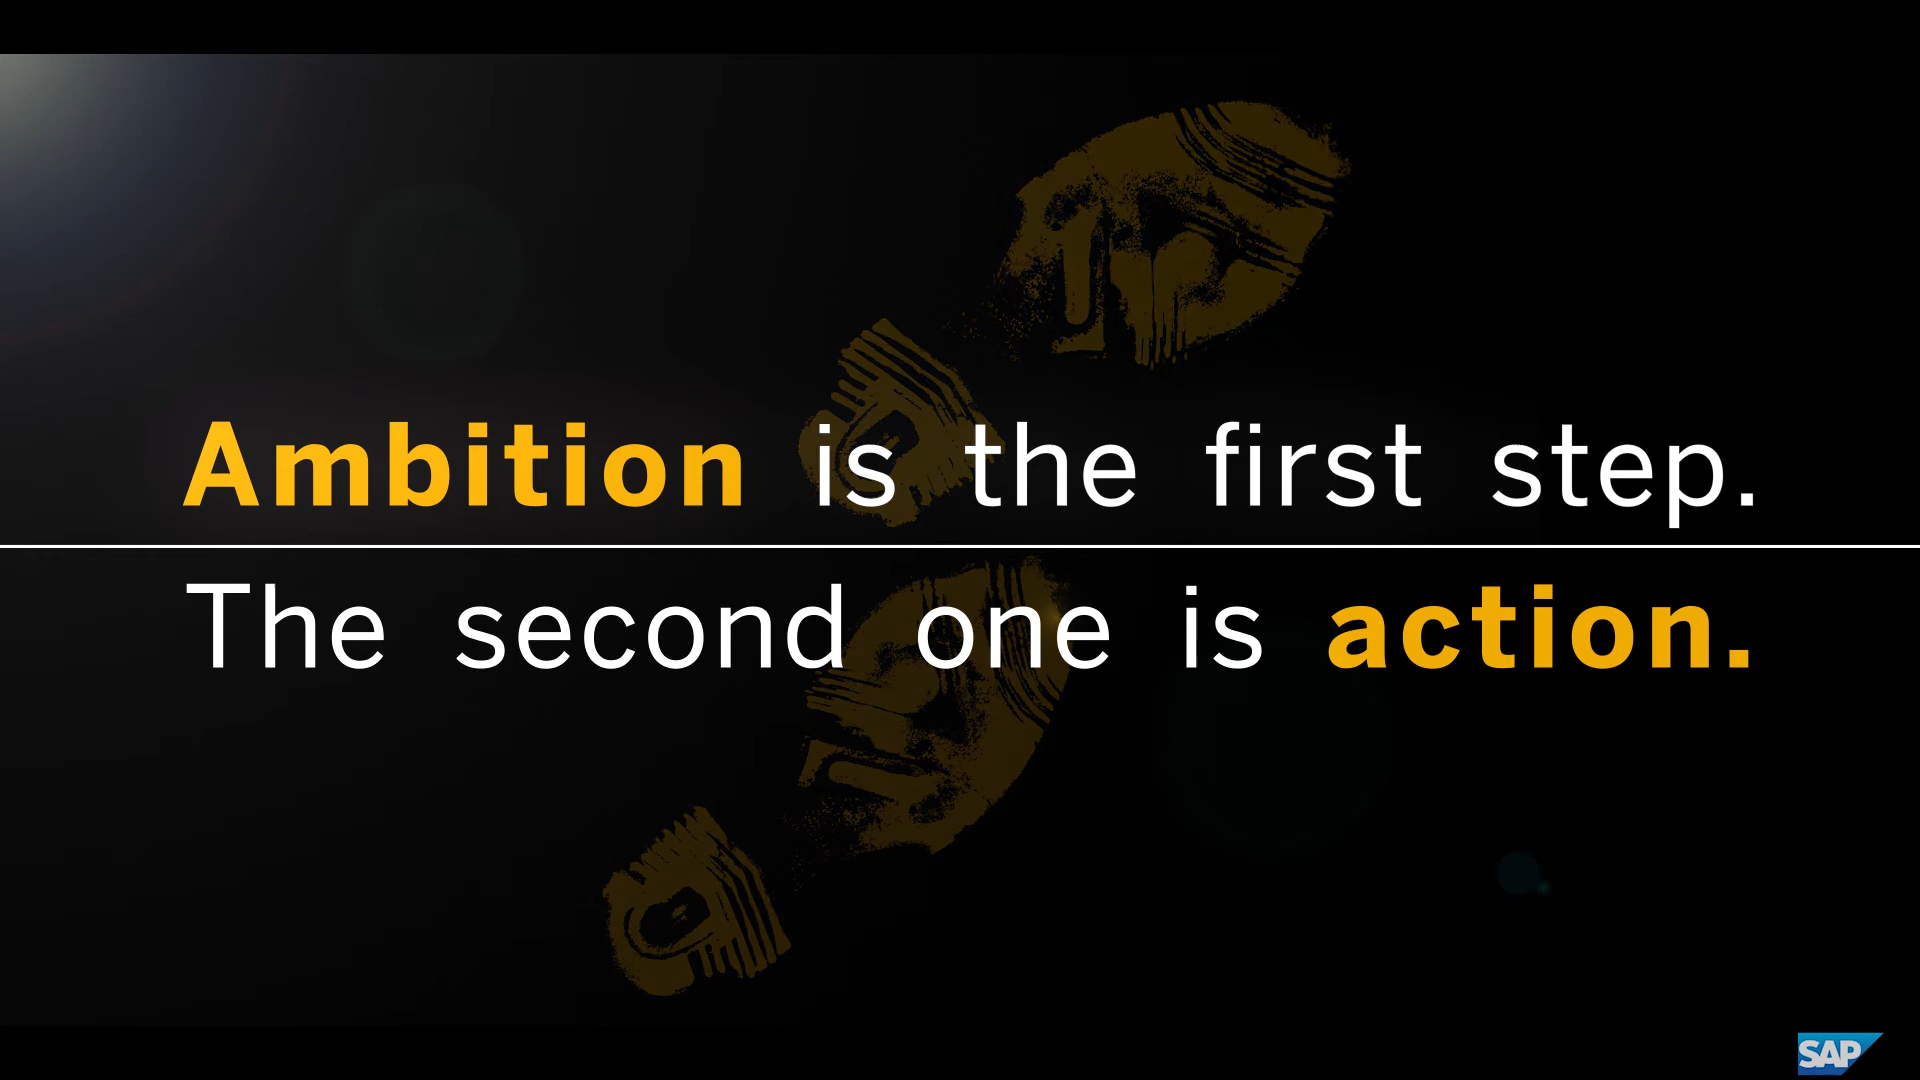 Ambition is the first step.
The second one is action.
SAP